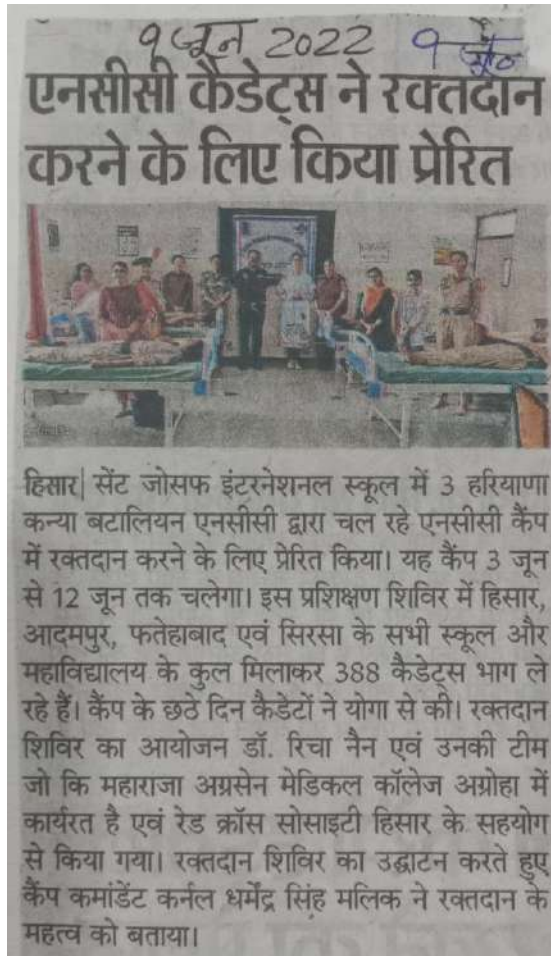 ९ जून 2022
एनसीसी कैडेट्स ने रक्तदान
करने के लिए किया प्रेरित
हिसार| सेंट जोसफ इंटरनेशनल स्कूल में 3 हरियाणा
कन्या बटालियन एनसीसी द्वारा चल रहे एनसीसी कैंप
में रक्तदान करने के लिए प्रेरित किया। यह कैंप 3 जून
से 12 जून तक चलेगा। इस प्रशिक्षण शिविर में हिसार,
आदमपुर, फतेहाबाद एवं सिरसा के सभी स्कूल और
महाविद्यालय के कुल मिलाकर 388 कैडेट्स भाग ले
रहे हैं। कैंप के छठे दिन कैडेटों ने योगा से की। रक्तदान
शिविर का आयोजन डॉ. रिचा नैन एवं उनकी टीम
जो कि महाराजा अग्रसेन मेडिकल कॉलेज अग्रोहा में
कार्यरत है एवं रेड क्रॉस सोसाइटी हिसार के सहयोग
से किया गया। रक्तदान शिविर का उद्घाटन करते हुए
कैंप कमांडेंट कर्नल धर्मेंद्र सिंह मलिक ने रक्तदान के
महत्व को बताया।